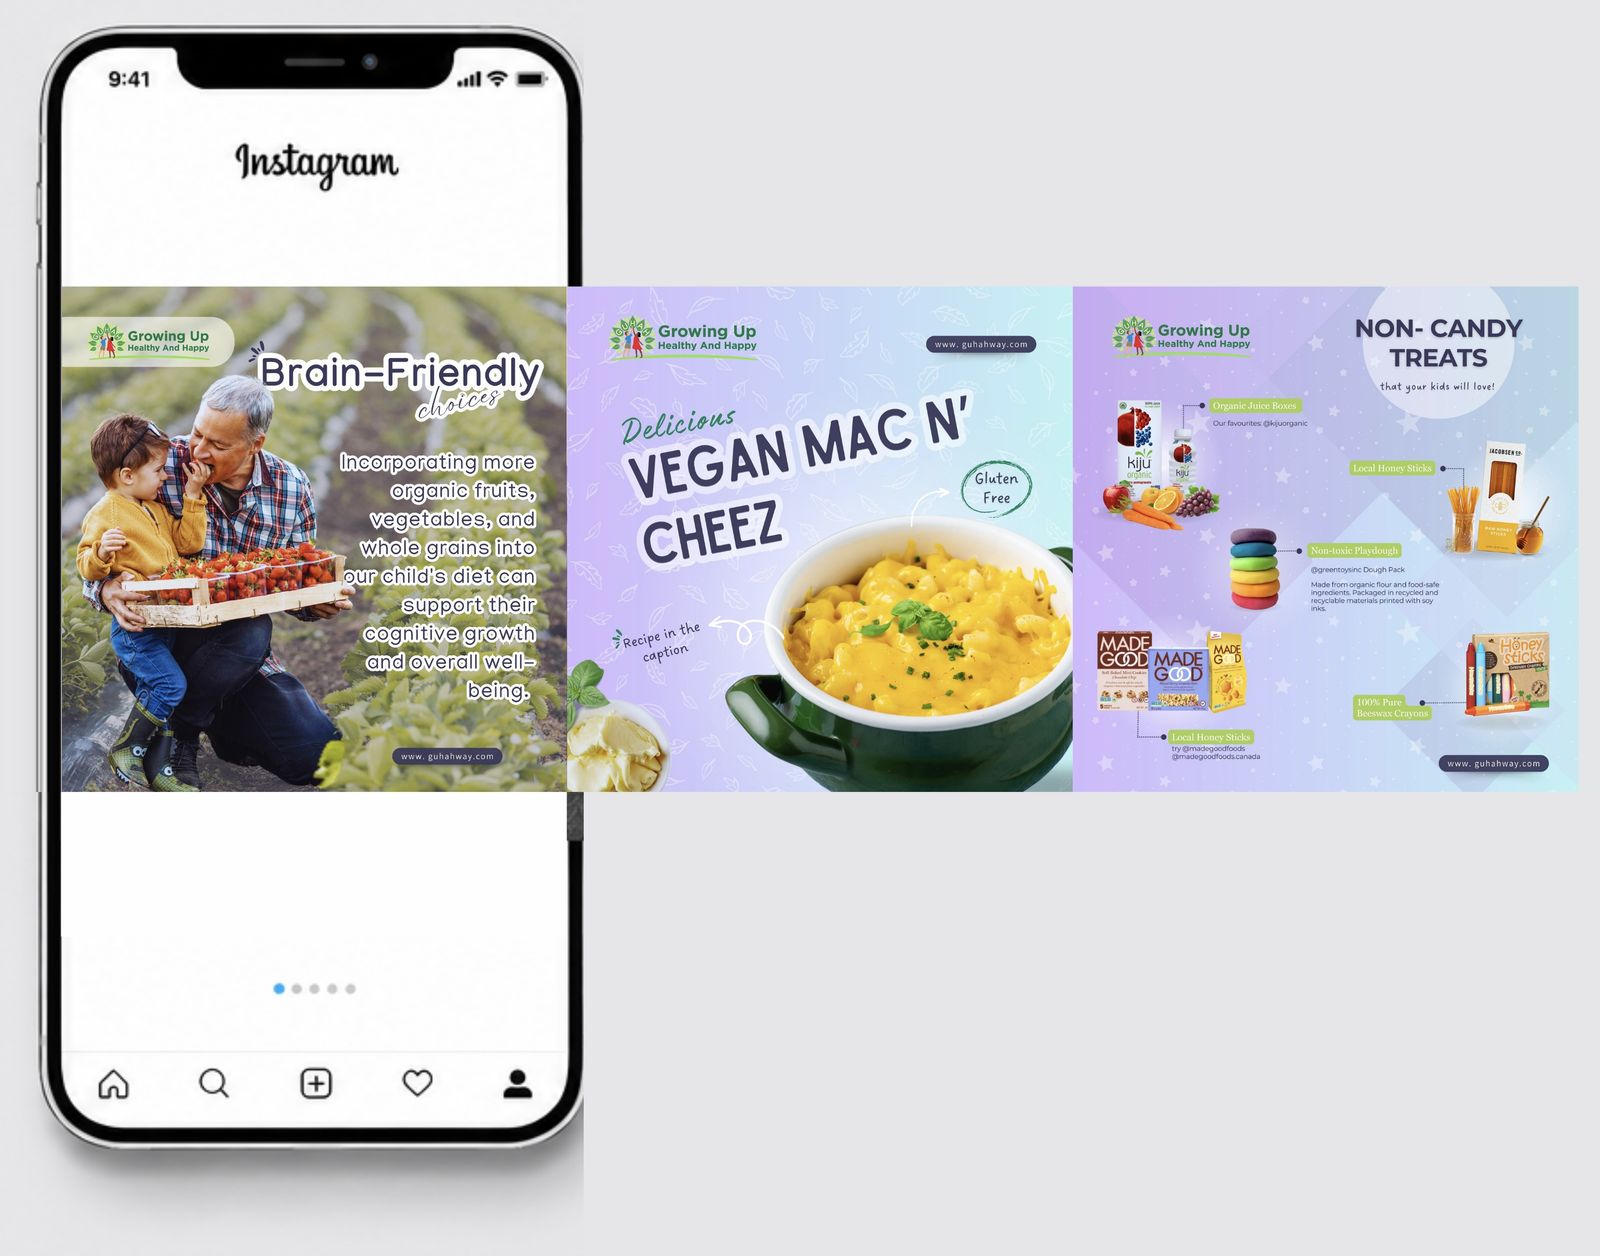 9:41
Instagram
Growing Up
Healthy And Happy
Brain-Friendly
choices
Incorporating more
organic fruits,
vegetables, and
whole grains into
our child's diet can
support their
cognitive growth
and overall well-
being.
www. guhahway.com
Growing Up
Healthy And Happy
www. guhahway.com
Delicious
VEGAN MAC N'
CHEEZ
Gluten
Free
Recipe in the
caption
Growing Up
Healthy And Happy
NON- CANDY
TREATS
that your kids will love!
Organic Juice Boxes
Our favourites: @kijuorganic
kiju
organic
kiju
Local Honey Sticks
JACOBSEN
RAW HONEY
STICKS
Non-toxic Playdough
@greentoysinc Dough Pack
Made from organic flour and food-safe
ingredients. Packaged in recycled and
recyclable materials printed with soy
inks.
MADE
GOOD
MADE
GOOD
MADE
GOOD
Local Honey Sticks
try @madegoodfoods
@madegoodfoods.canada
Honey
Sticks
100% Pure
Beeswax Crayons
www. guhahway.com